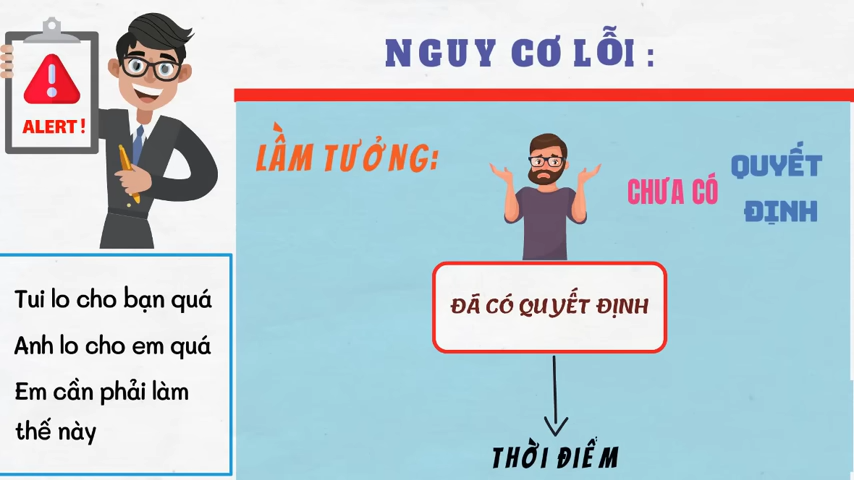 NGUY CƠ LỖI :
ALERT!
LẦM TƯỞNG:
CHƯA CÓ
QUYẾT
ĐỊNH
ĐÃ CÓ QUYẾT ĐỊNH
THỜI ĐIỂM
Tui lo cho bạn quá
Anh lo cho em quá
Em cần phải làm
thế này